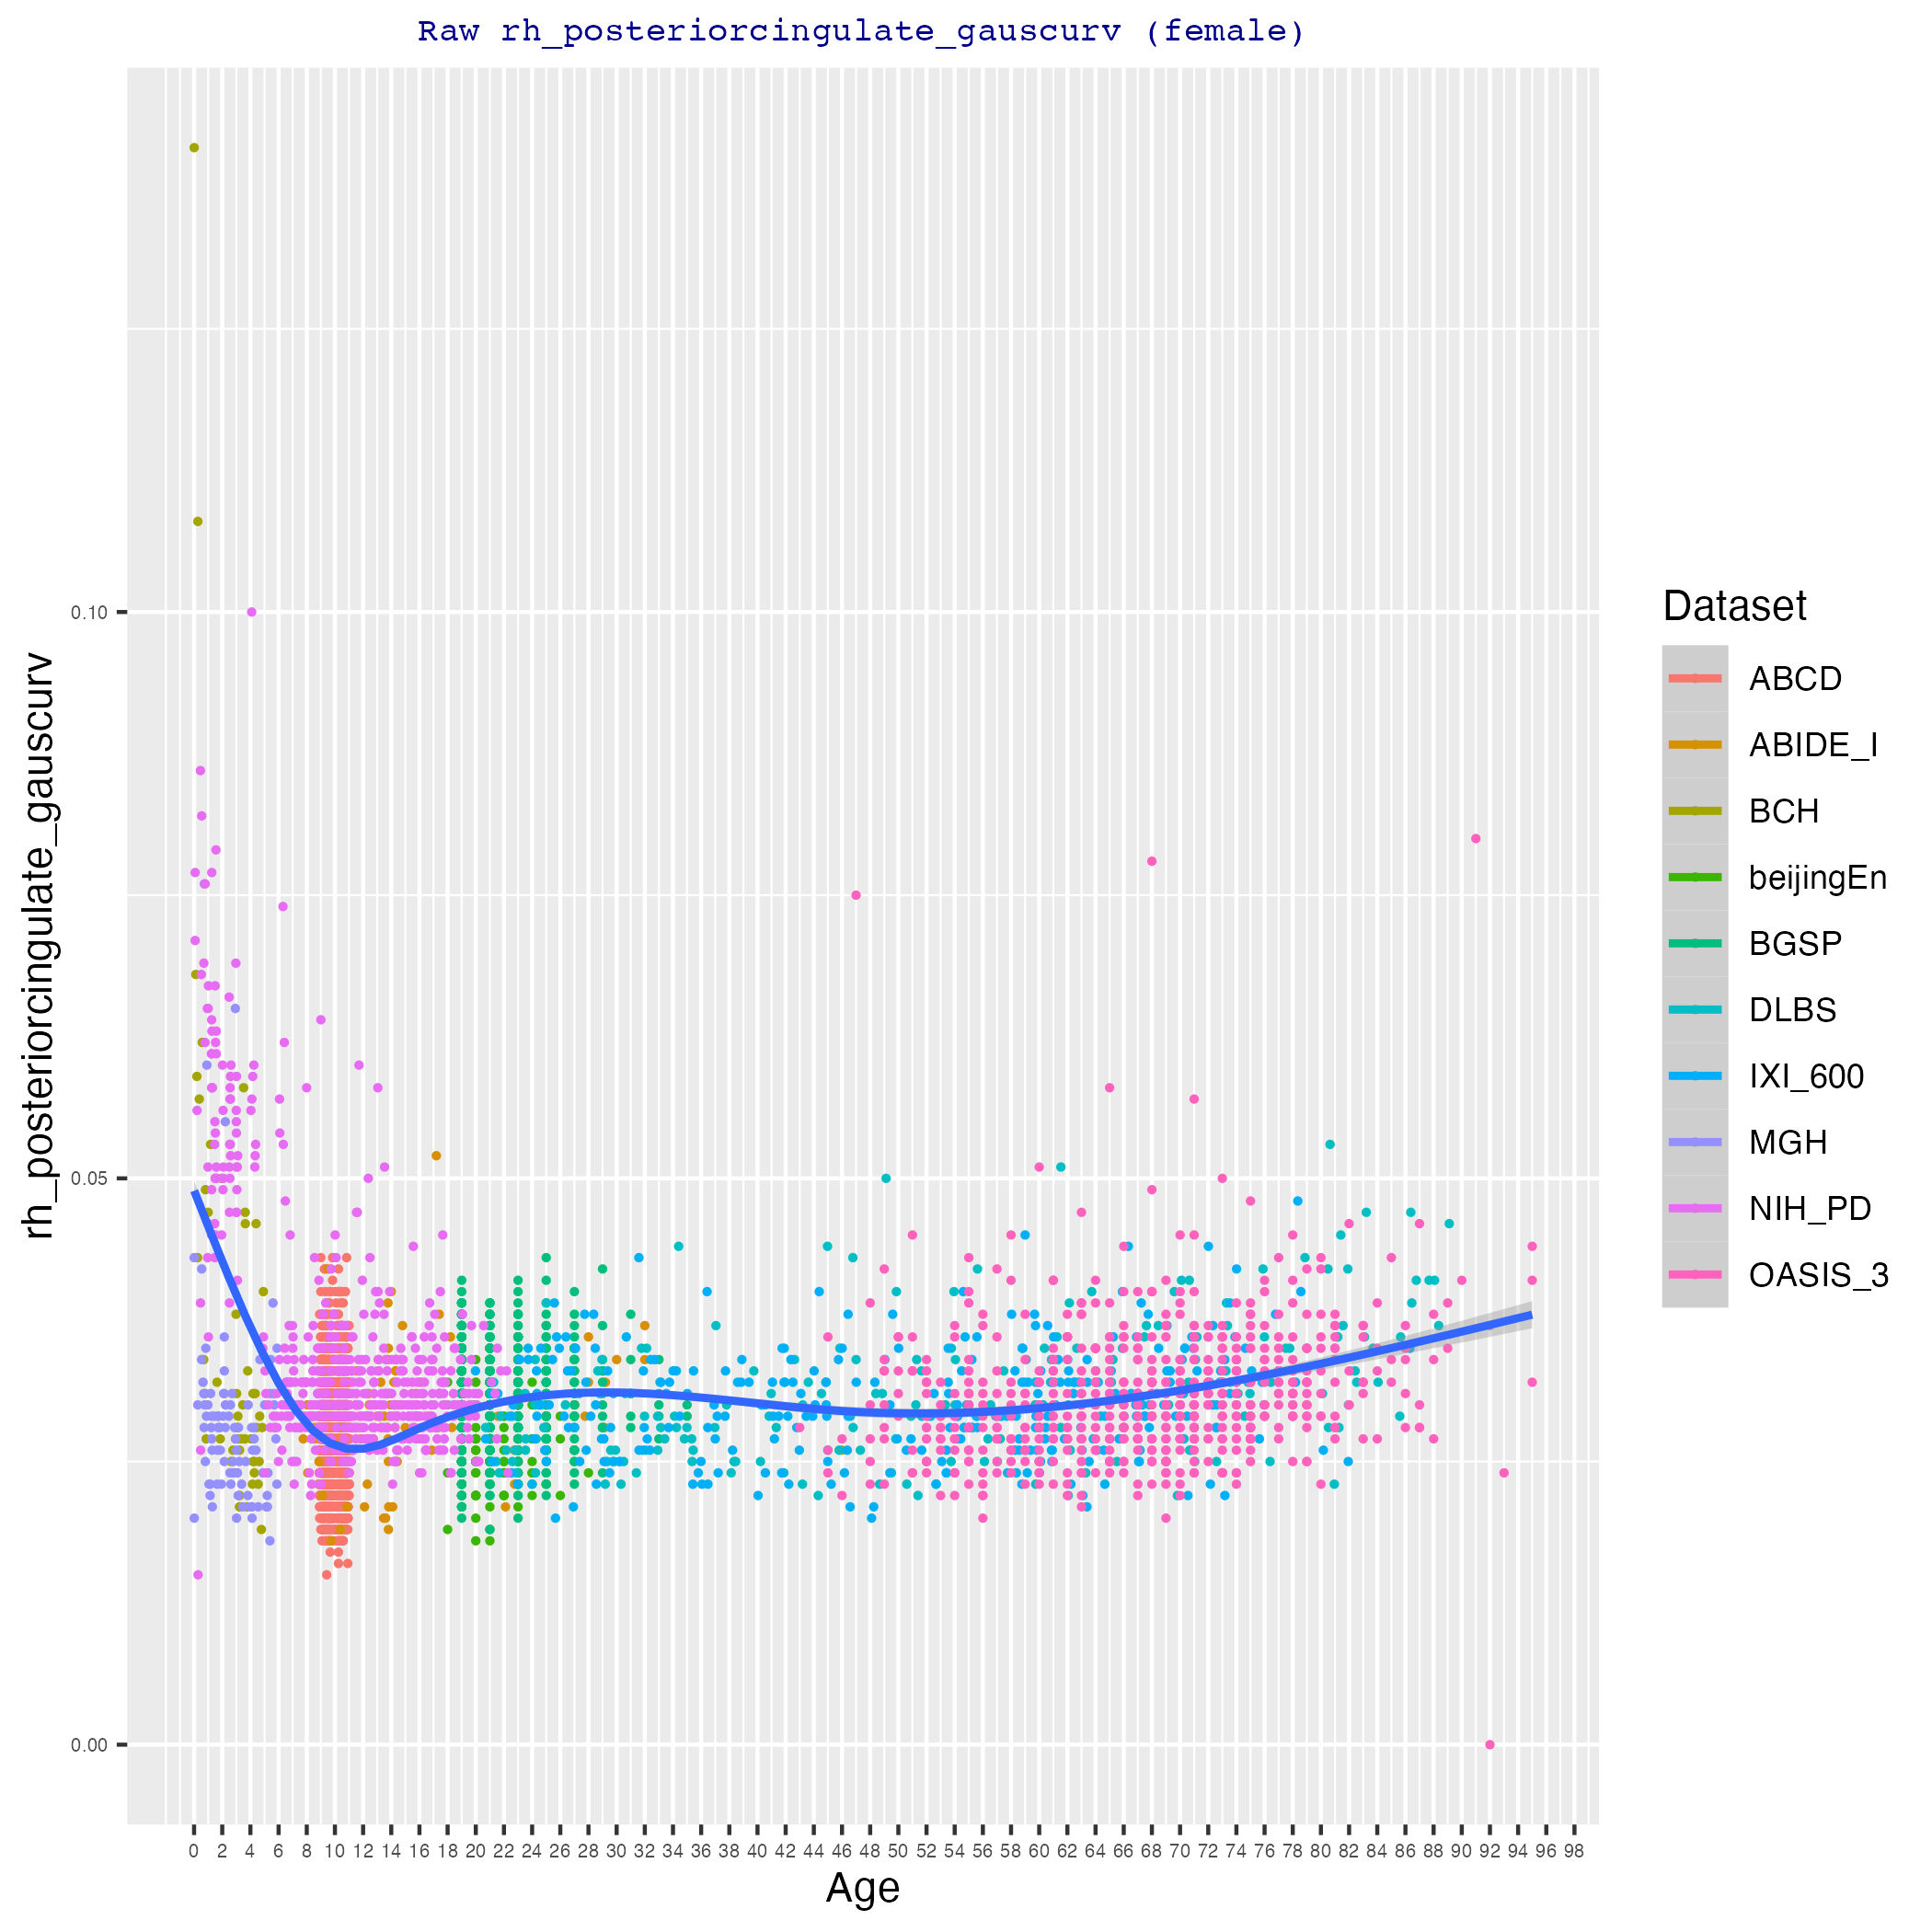 Raw rh_posteriorcingulate_gauscurv (female)
rh_posteriorcingulate_gauscurv
0.10
0.05
0.00
0 2 4 6 8 10 12 14 16 18 20 22 24 26 28 30 32 34 36 38 40 42 44 46 48 50 52 54 56 58 60 62 64 66 68 70 72 74 76 78 80 82 84 86 88 90 92 94 96 98
Age
Dataset
ABCD
ABIDE_I
BCH
beijingEn
BGSP
DLBS
IXI_600
MGH
NIH_PD
OASIS_3